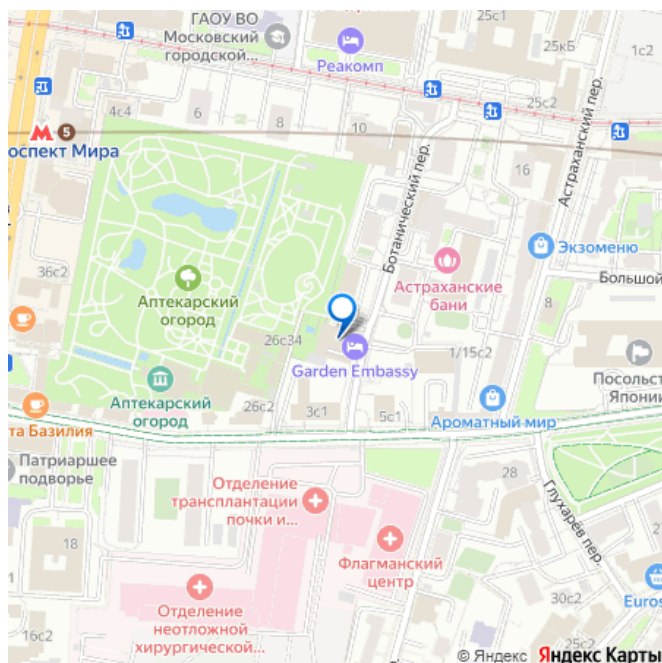 ГАОУ ВО
Московский
городской...
Реакомп
25с1
25кБ
1с2
4с4
6
8
10
25с2
Астраханский пер.
5
оспект Мира
Ботанический пер.
16
Экзоменю
Астраханские
бани
Большой
36с2
Аптекарский
огород
8
26с34
Garden Embassy
1/15с2
Посольст
Японии
Аптекарский
огород
26с2
3с1
5с1
Ароматный мир
та Базилия
Патриаршее
подворье
Отделение
трансплантации
почки и...
28
Глухарёв пер.
18
Флагманский
центр
Отделение
неотложной
хирургической...
30с2
Euros
16с2
25с2
© Яндекс Яндекс Карты